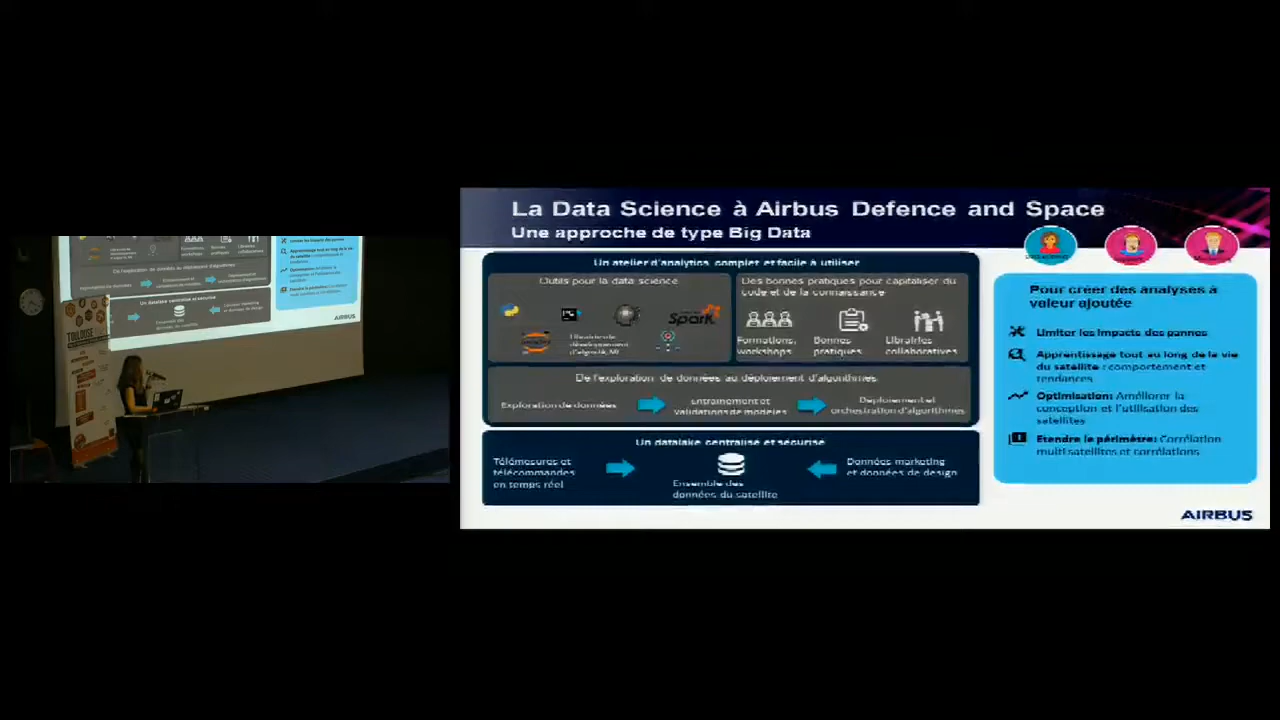 La Data Science à Airbus Defence and Space
Une approche de type Big Data
Un atelier d'analytics complet et facile à utiliser
Outils pour la data science
Spark
Des bonnes pratiques pour capitaliser du
code et de la connaissance
Formations,
workshops
Bonnes
pratiques
Librairies
collaboratives
De l'exploration de données au déploiement d'algorithmes
Exploration de données
Entrainement et
validations de modèles
Déploiement et
orchestration d'algorithmes
Un datalake centralisé et sécurisé
Télémesures et
télécommandes
en temps réel
Ensemble des
données du satellite
Données marketing
et données de design
Pour créer des analyses à
valeur ajoutée
Limiter les impacts des pannes
Apprentissage tout au long de la vie
du satellite : comportement et
tendances
Optimisation: Améliorer la
conception et l'utilisation des
satellites
Etendre le périmètre: Corrélation
multi satellites et corrélations
AIRBUS
TOULOUSE